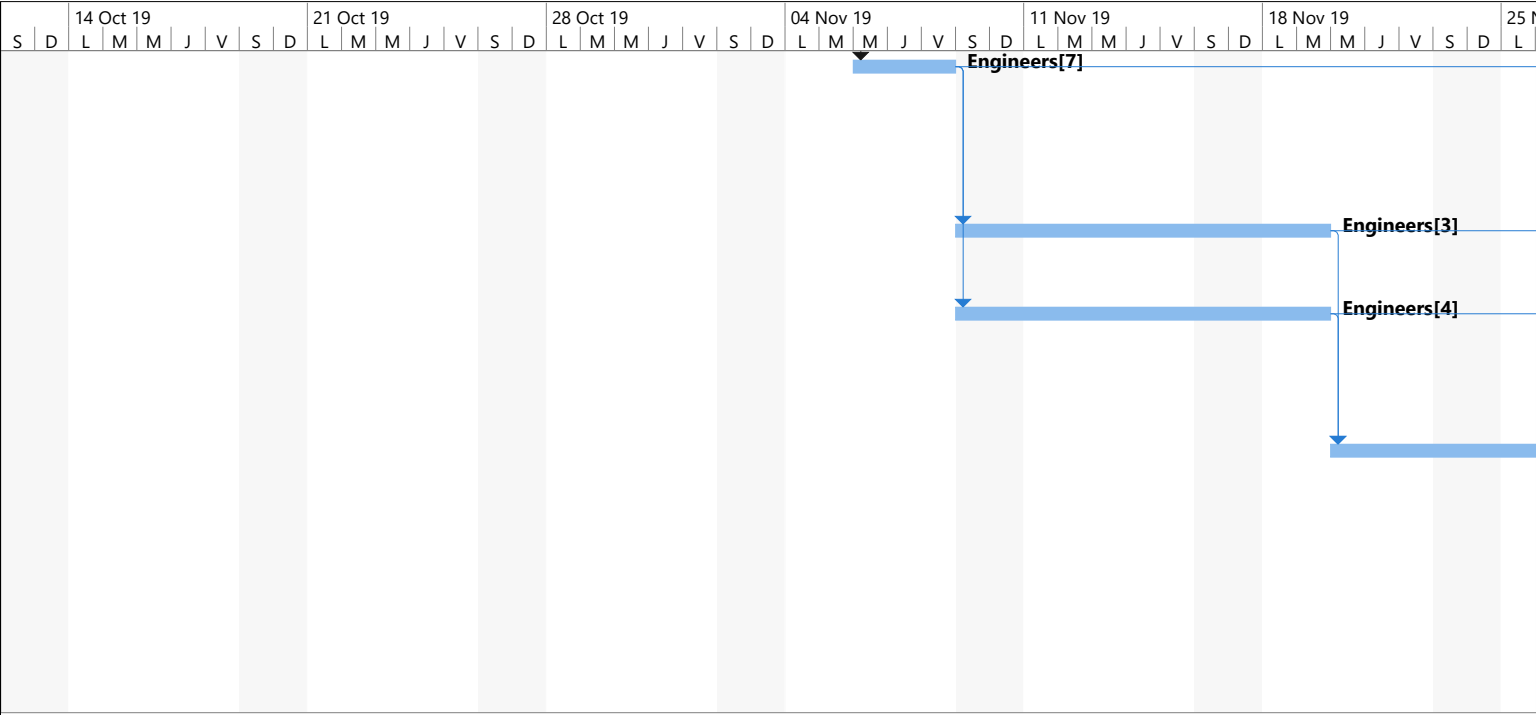 14 Oct 19 21 Oct 19 28 Oct 19 04 Nov 19 11 Nov 19 18 Nov 19 25
S D L M M J V S D L M M J V S D L M M J V S D L M M J V S D L M M J V S D L M M J V S D L
Engineers[7]
Engineers[3]
Engineers[4]